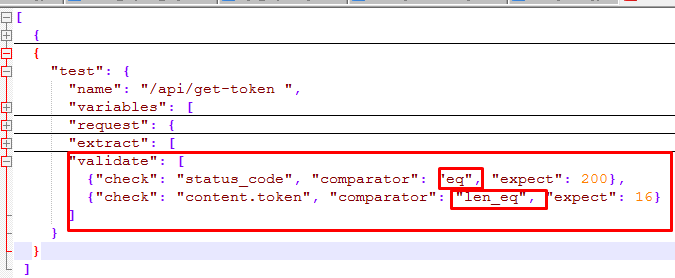 [
{
{
"test": {
"name": "/api/get-token ",
"variables": [
"request": {
"extract": [
"validate": [
{"check": "status_code", "comparator": "eq", "expect": 200},
{"check": "content.token", "comparator": "len_eq", "expect": 16}
]
}
}
]